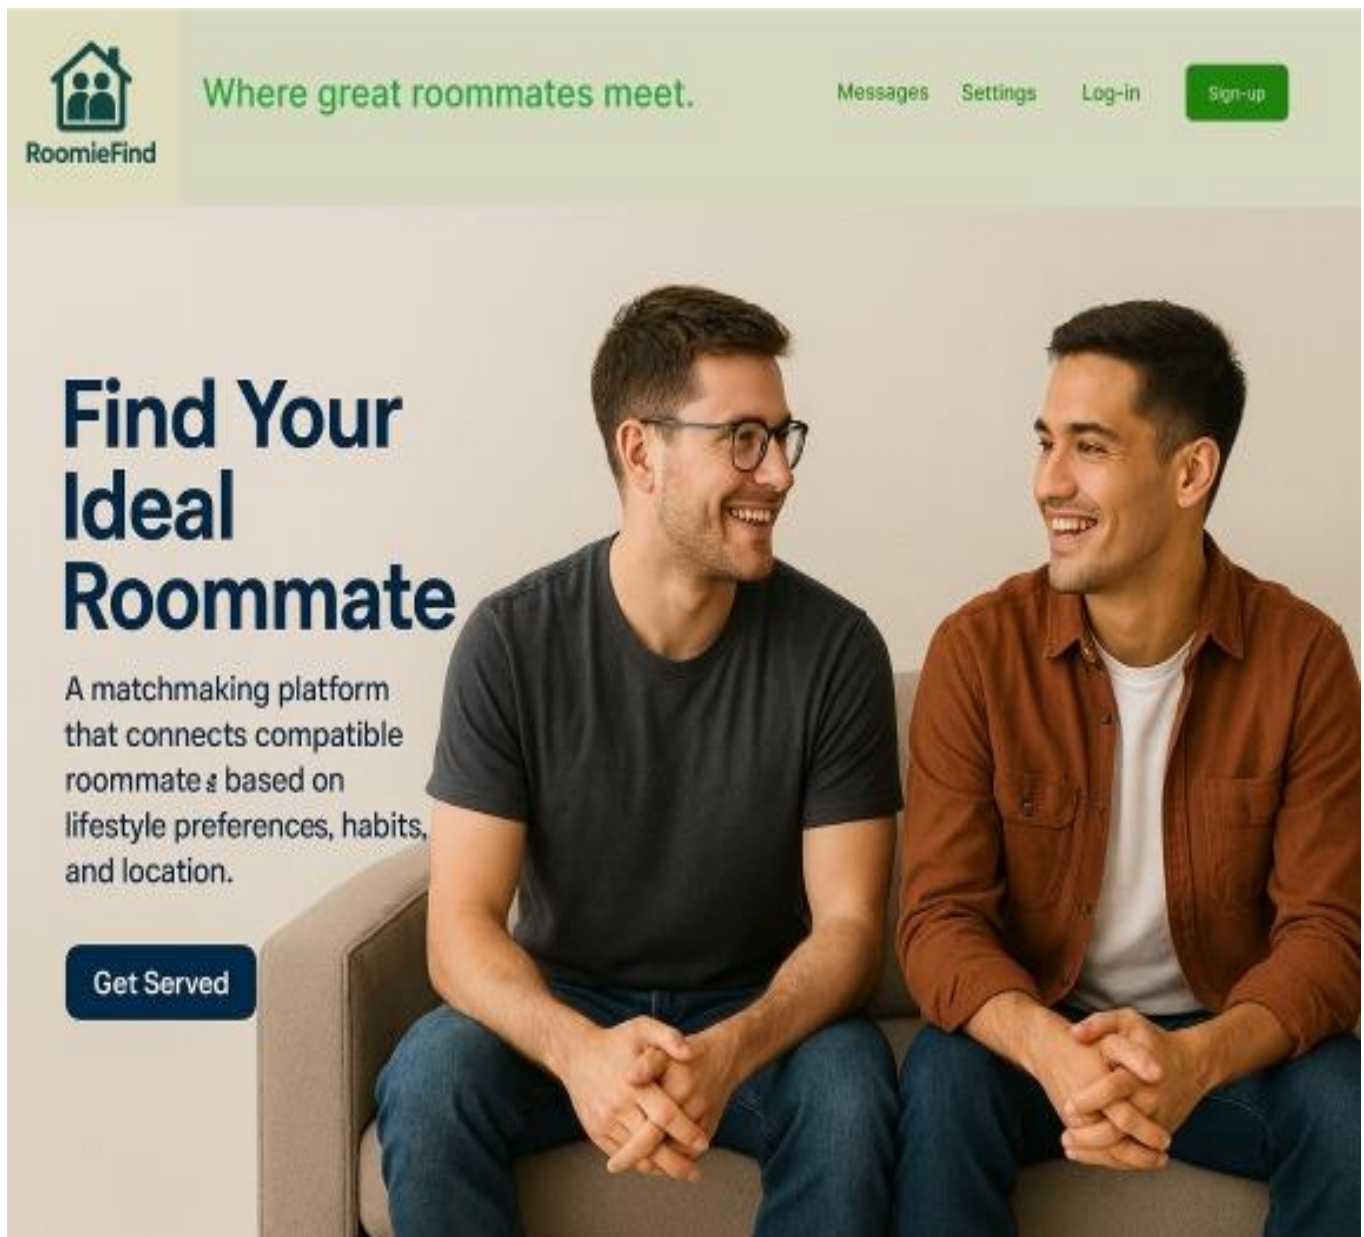 RoomieFind
Where great roommates meet.
Messages
Settings
Log-in
Sign-up
Find Your
Ideal
Roommate
A matchmaking platform
that connects compatible
roommates based on
lifestyle preferences, habits,
and location.
Get Served